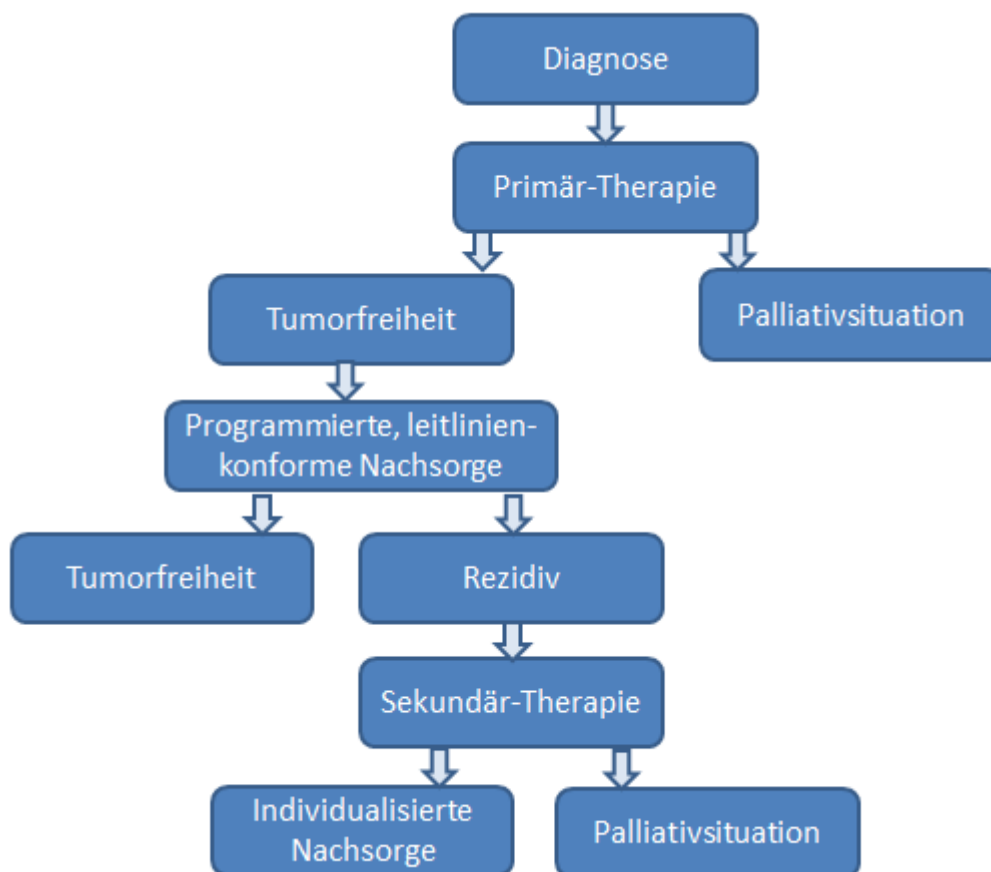 Diagnose
Primär-Therapie
Tumorfreiheit
Palliativsituation
Programmierte, leitlinien-
konforme Nachsorge
Tumorfreiheit
Rezidiv
Sekundär-Therapie
Individualisierte
Nachsorge
Palliativsituation